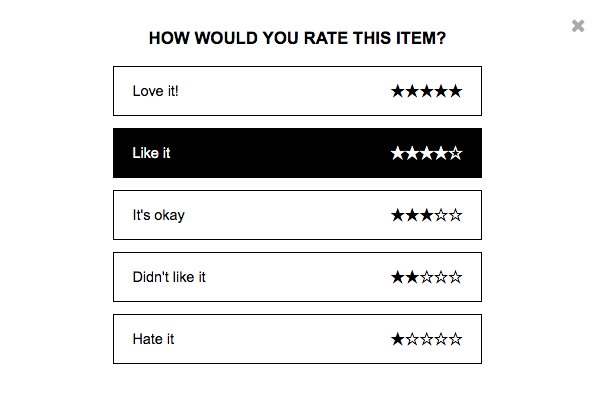 HOW WOULD YOU RATE THIS ITEM?
Love it! ★★★★★
Like it ★★★★☆
It's okay ★★★☆☆
Didn't like it ★★☆☆☆
Hate it ★☆☆☆☆